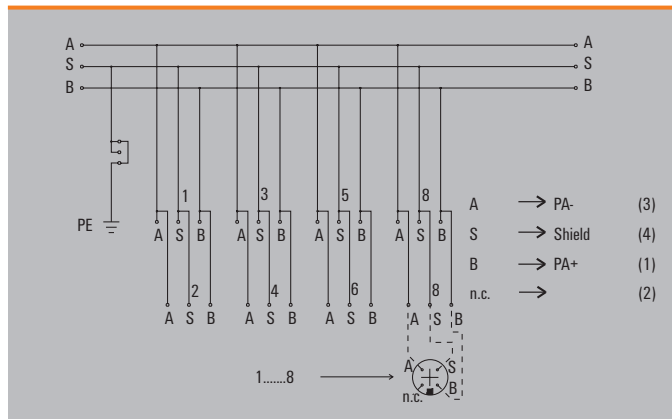 A A
S S
B B
1 3 5 8
A → PA- (3)
PE A S B A S B A S B A S B
S → Shield (4)
B → PA+ (1)
2 4 6 8
n.c. → (2)
A S B A S B A S B A S B
A S
1.......8
B
n.c.